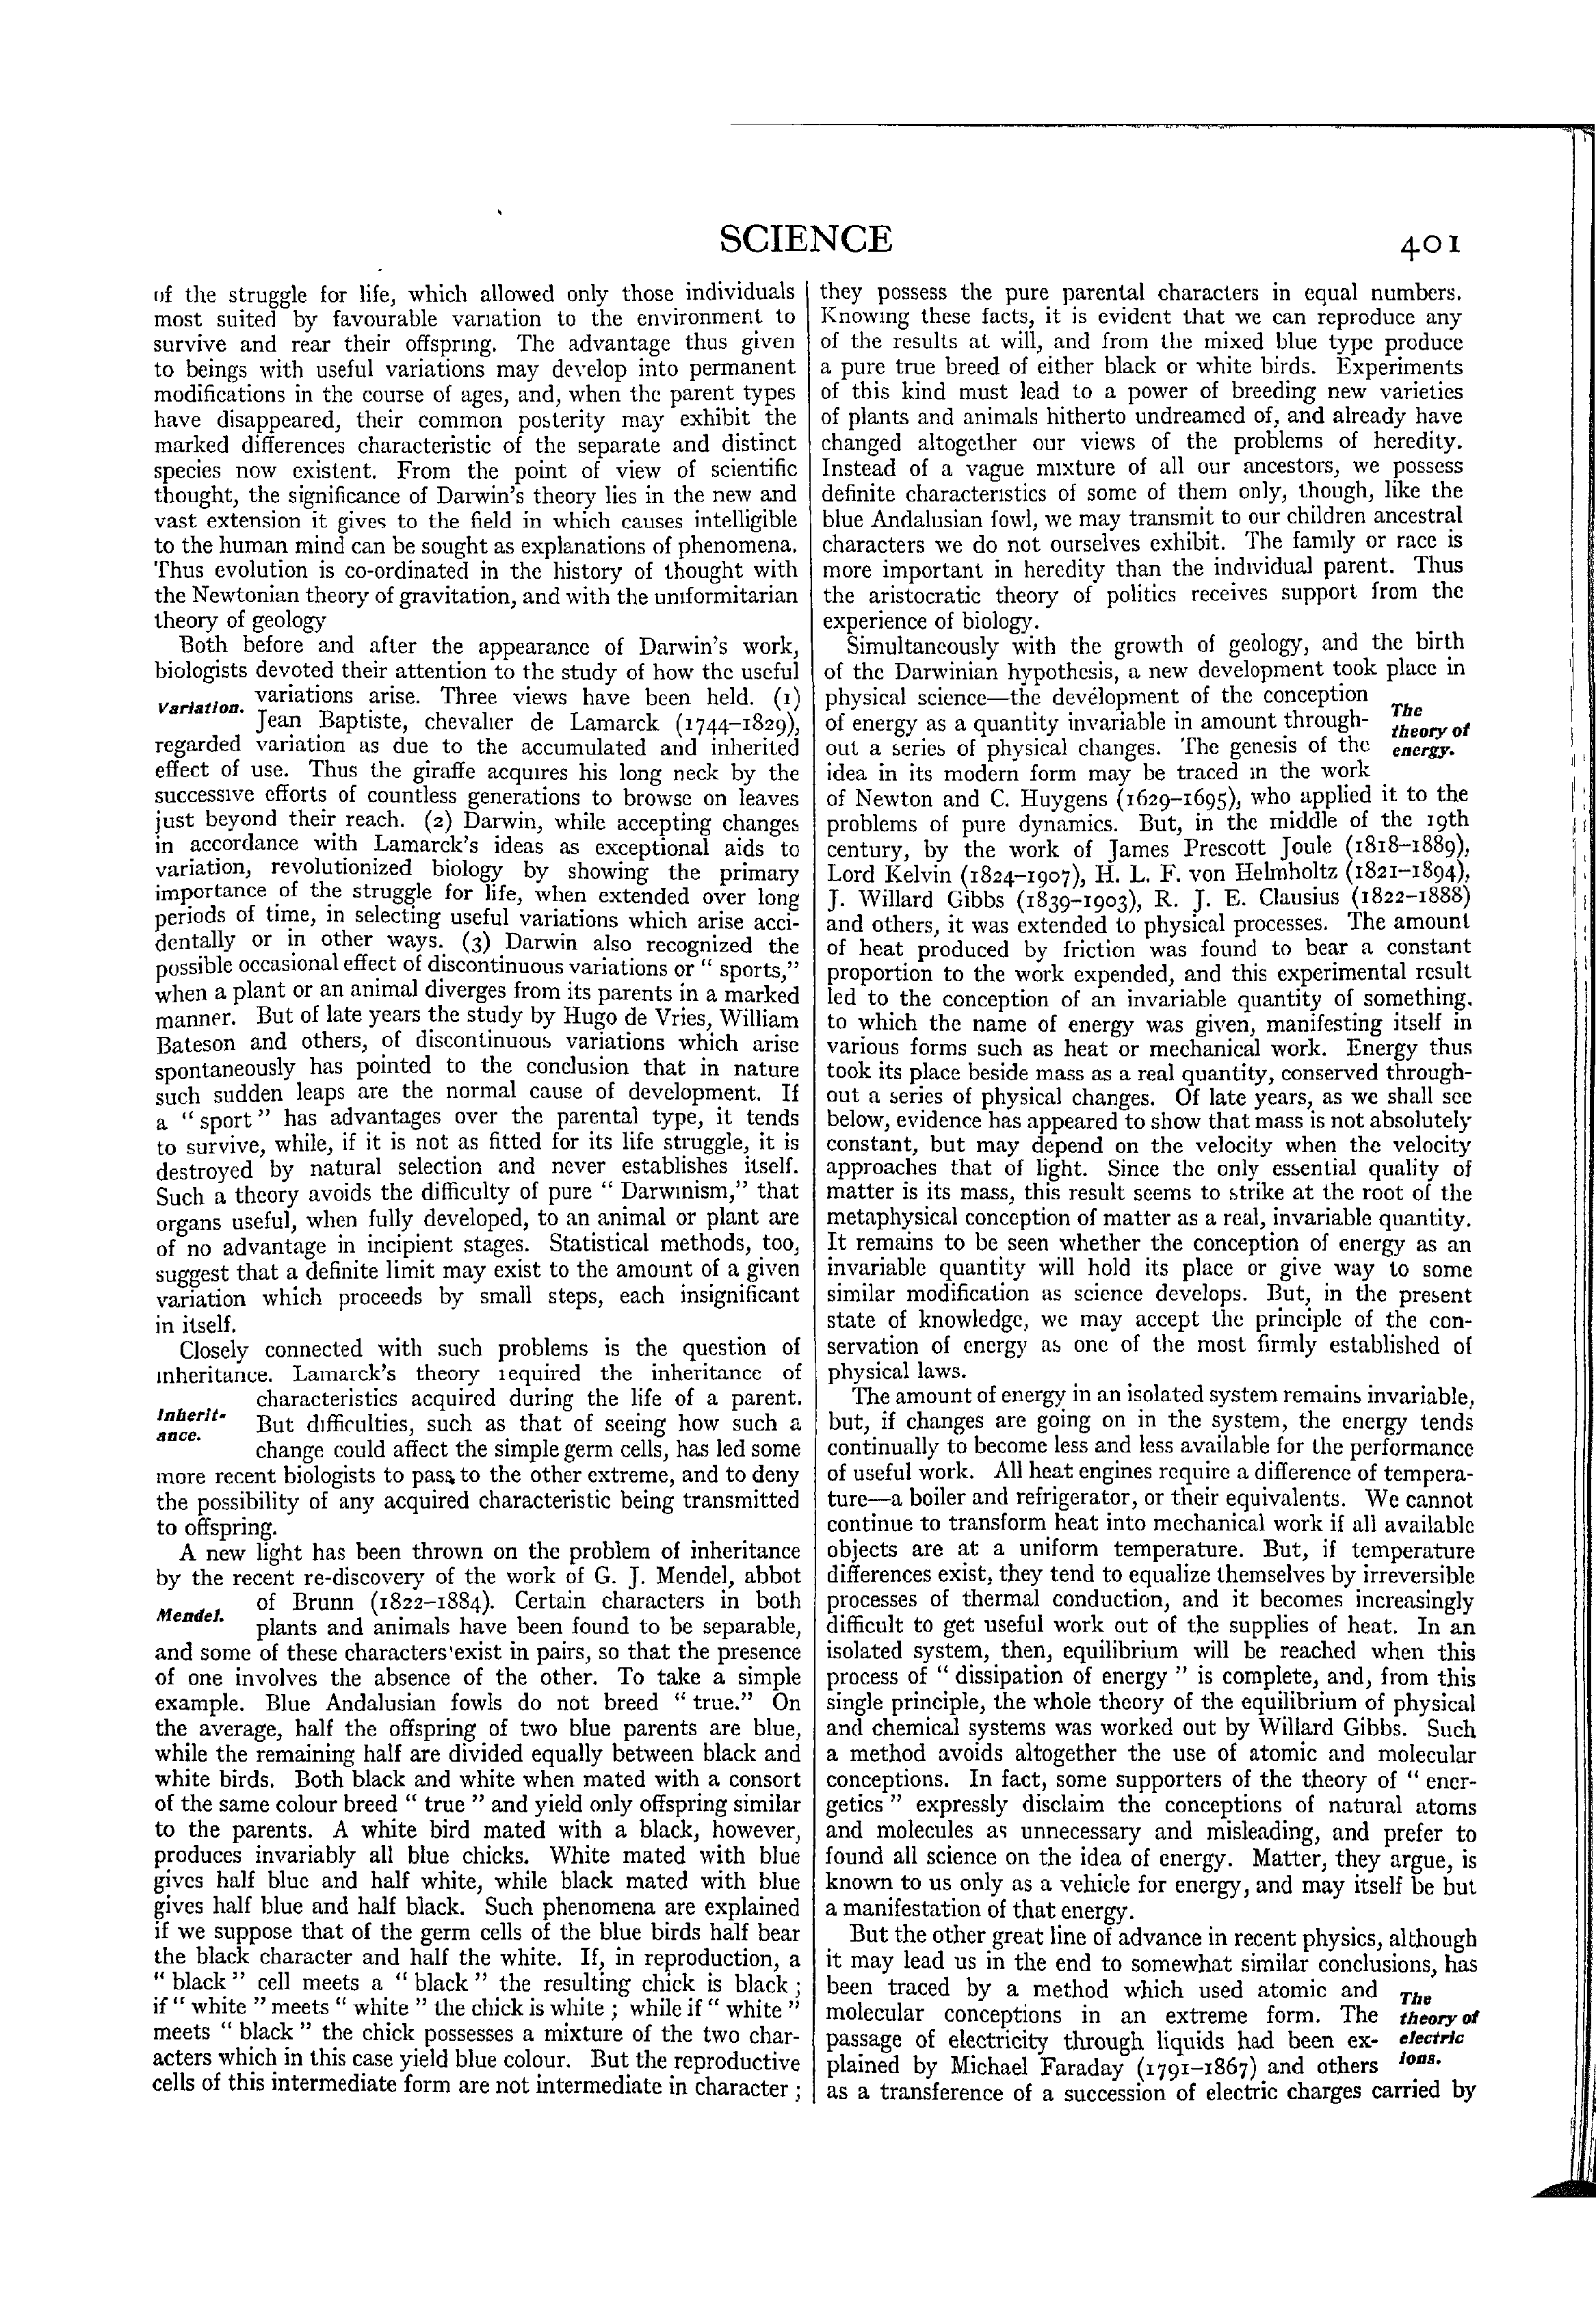 SCIENCE
401
of the struggle for life, which allowed only those individuals
most suited by favourable variation to the environment to
survive and rear their offspring. The advantage thus given
to beings with useful variations may develop into permanent
modifications in the course of ages, and, when the parent types
have disappeared, their common posterity may exhibit the
marked differences characteristic of the separate and distinct
species now existent. From the point of view of scientific
thought, the significance of Darwin's theory lies in the new and
vast extension it gives to the field in which causes intelligible
to the human mind can be sought as explanations of phenomena.
Thus evolution is co-ordinated in the history of thought with
the Newtonian theory of gravitation, and with the uniformitarian
theory of geology
Both before and after the appearance of Darwin's work,
biologists devoted their attention to the study of how the useful
Variation.
variations arise. Three views have been held. (1)
Jean Baptiste, chevalier de Lamarck (1744–1829),
regarded variation as due to the accumulated and inherited
effect of use. Thus the giraffe acquires his long neck by the
successive efforts of countless generations to browse on leaves
just beyond their reach. (2) Darwin, while accepting changes
in accordance with Lamarck's ideas as exceptional aids to
variation, revolutionized biology by showing the primary
importance of the struggle for life, when extended over long
periods of time, in selecting useful variations which arise acci-
dentally or in other ways. (3) Darwin also recognized the
possible occasional effect of discontinuous variations or " sports,"
when a plant or an animal diverges from its parents in a marked
manner. But of late years the study by Hugo de Vries, William
Bateson and others, of discontinuous variations which arise
spontaneously has pointed to the conclusion that in nature
such sudden leaps are the normal cause of development. If
a " sport " has advantages over the parental type, it tends
to survive, while, if it is not as fitted for its life struggle, it is
destroyed by natural selection and never establishes itself.
Such a theory avoids the difficulty of pure " Darwinism," that
organs useful, when fully developed, to an animal or plant are
of no advantage in incipient stages. Statistical methods, too,
suggest that a definite limit may exist to the amount of a given
variation which proceeds by small steps, each insignificant
in itself.
Closely connected with such problems is the question of
inheritance. Lamarck's theory required the inheritance of
Inherit-
ance.
characteristics acquired during the life of a parent.
But difficulties, such as that of seeing how such a
change could affect the simple germ cells, has led some
more recent biologists to pass to the other extreme, and to deny
the possibility of any acquired characteristic being transmitted
to offspring.
A new light has been thrown on the problem of inheritance
by the recent re-discovery of the work of G. J. Mendel, abbot
Mendel.
of Brunn (1822–1884). Certain characters in both
plants and animals have been found to be separable,
and some of these characters exist in pairs, so that the presence
of one involves the absence of the other. To take a simple
example. Blue Andalusian fowls do not breed " true." On
the average, half the offspring of two blue parents are blue,
while the remaining half are divided equally between black and
white birds. Both black and white when mated with a consort
of the same colour breed " true " and yield only offspring similar
to the parents. A white bird mated with a black, however,
produces invariably all blue chicks. White mated with blue
gives half blue and half white, while black mated with blue
gives half blue and half black. Such phenomena are explained
if we suppose that of the germ cells of the blue birds half bear
the black character and half the white. If, in reproduction, a
" black " cell meets a " black " the resulting chick is black ;
if " white " meets " white " the chick is white ; while if " white "
meets " black " the chick possesses a mixture of the two char-
acters which in this case yield blue colour. But the reproductive
cells of this intermediate form are not intermediate in character ;
they possess the pure parental characters in equal numbers.
Knowing these facts, it is evident that we can reproduce any
of the results at will, and from the mixed blue type produce
a pure true breed of either black or white birds. Experiments
of this kind must lead to a power of breeding new varieties
of plants and animals hitherto undreamed of, and already have
changed altogether our views of the problems of heredity.
Instead of a vague mixture of all our ancestors, we possess
definite characteristics of some of them only, though, like the
blue Andalusian fowl, we may transmit to our children ancestral
characters we do not ourselves exhibit. The family or race is
more important in heredity than the individual parent. Thus
the aristocratic theory of politics receives support from the
experience of biology.
Simultaneously with the growth of geology, and the birth
of the Darwinian hypothesis, a new development took place in
physical science—the development of the conception
of energy as a quantity invariable in amount through-
out a series of physical changes. The genesis of the
idea in its modern form may be traced in the work
The
theory of
energy.
of Newton and C. Huygens (1629–1695), who applied it to the
problems of pure dynamics. But, in the middle of the 19th
century, by the work of James Prescott Joule (1818–1889),
Lord Kelvin (1824–1907), H. L. F. von Helmholtz (1821–1894),
J. Willard Gibbs (1839–1903), R. J. E. Clausius (1822–1888)
and others, it was extended to physical processes. The amount
of heat produced by friction was found to bear a constant
proportion to the work expended, and this experimental result
led to the conception of an invariable quantity of something,
to which the name of energy was given, manifesting itself in
various forms such as heat or mechanical work. Energy thus
took its place beside mass as a real quantity, conserved through-
out a series of physical changes. Of late years, as we shall see
below, evidence has appeared to show that mass is not absolutely
constant, but may depend on the velocity when the velocity
approaches that of light. Since the only essential quality of
matter is its mass, this result seems to strike at the root of the
metaphysical conception of matter as a real, invariable quantity.
It remains to be seen whether the conception of energy as an
invariable quantity will hold its place or give way to some
similar modification as science develops. But, in the present
state of knowledge, we may accept the principle of the con-
servation of energy as one of the most firmly established of
physical laws.
The amount of energy in an isolated system remains invariable,
but, if changes are going on in the system, the energy tends
continually to become less and less available for the performance
of useful work. All heat engines require a difference of tempera-
ture—a boiler and refrigerator, or their equivalents. We cannot
continue to transform heat into mechanical work if all available
objects are at a uniform temperature. But, if temperature
differences exist, they tend to equalize themselves by irreversible
processes of thermal conduction, and it becomes increasingly
difficult to get useful work out of the supplies of heat. In an
isolated system, then, equilibrium will be reached when this
process of " dissipation of energy " is complete, and, from this
single principle, the whole theory of the equilibrium of physical
and chemical systems was worked out by Willard Gibbs. Such
a method avoids altogether the use of atomic and molecular
conceptions. In fact, some supporters of the theory of " ener-
getics " expressly disclaim the conceptions of natural atoms
and molecules as unnecessary and misleading, and prefer to
found all science on the idea of energy. Matter, they argue, is
known to us only as a vehicle for energy, and may itself be but
a manifestation of that energy.
But the other great line of advance in recent physics, although
it may lead us in the end to somewhat similar conclusions, has
been traced by a method which used atomic and
molecular conceptions in an extreme form. The
passage of electricity through liquids had been ex-
plained by Michael Faraday (1791–1867) and others
The
theory of
electric
ions.
as a transference of a succession of electric charges carried by